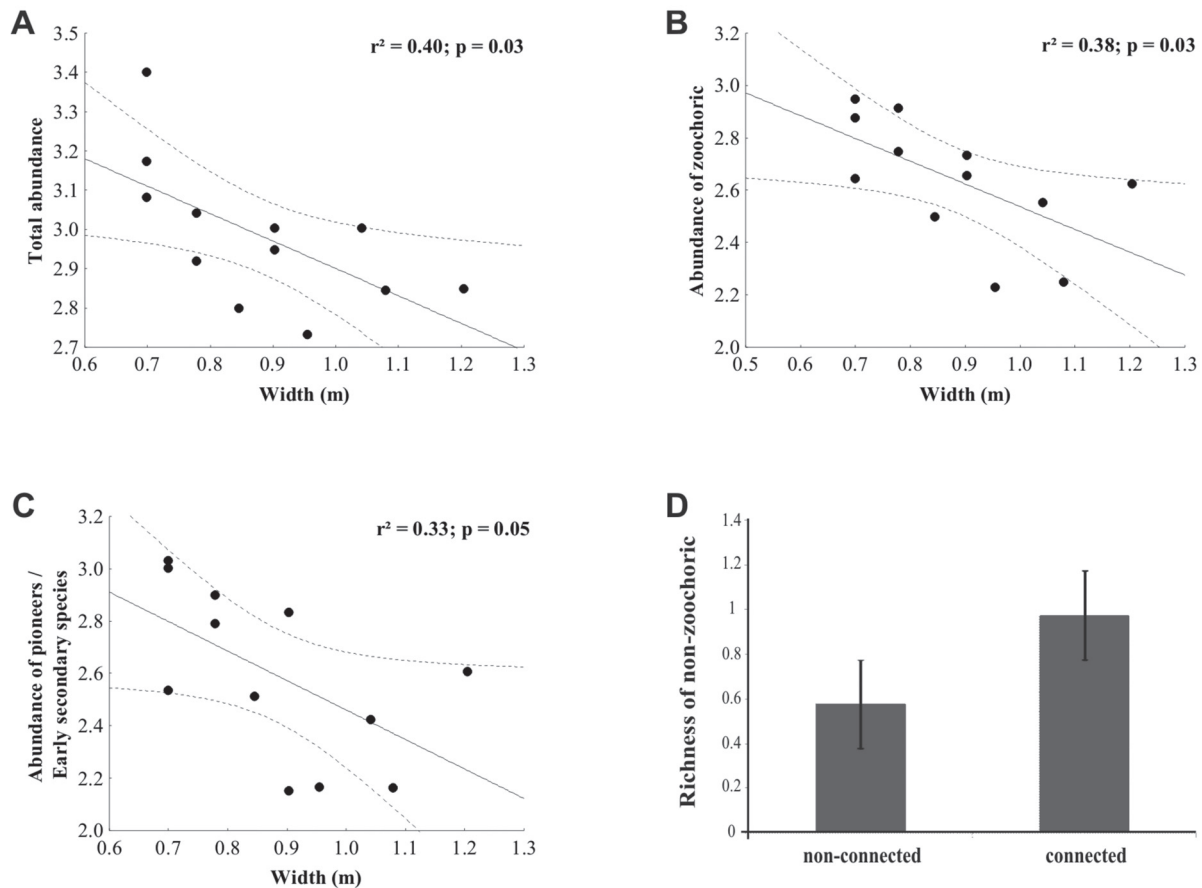 A
r² = 0.40; p = 0.03
Total abundance
3.5
3.4
3.3
3.2
3.1
3.0
2.9
2.8
2.7
0.6 0.7 0.8 0.9 1.0 1.1 1.2 1.3
Width (m)
B
r² = 0.38; p = 0.03
Abundance of zoochoric
3.2
3.0
2.8
2.6
2.4
2.2
2.0
0.5 0.6 0.7 0.8 0.9 1.0 1.1 1.2 1.3
Width (m)
C
r² = 0.33; p = 0.05
Abundance of pioneers /
Early secondary species
3.2
3.0
2.8
2.6
2.4
2.2
2.0
0.6 0.7 0.8 0.9 1.0 1.1 1.2 1.3
Width (m)
D
Richness of non-zoochoric
1.4
1.2
1
0.8
0.6
0.4
0.2
0
non-connected connected